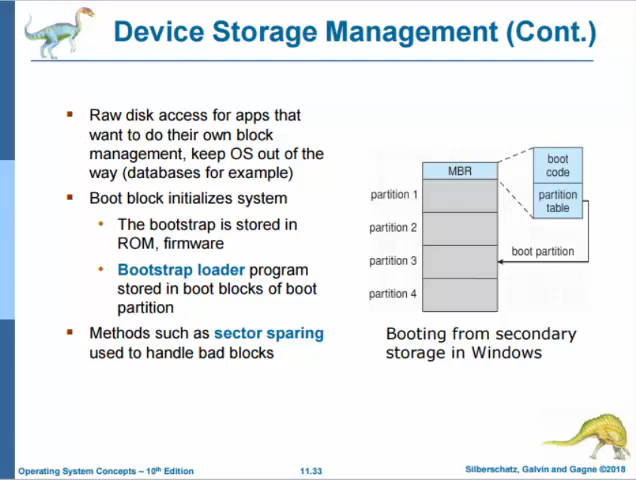 Device Storage Management (Cont.)
Raw disk access for apps that
want to do their own block
management, keep OS out of the
way (databases for example)
Boot block initializes system
The bootstrap is stored in
ROM, firmware
Bootstrap loader program
stored in boot blocks of boot
partition
Methods such as sector sparing
used to handle bad blocks
MBR
partition 1
partition 2
partition 3
partition 4
boot
code
partition
table
boot partition
Booting from secondary
storage in Windows
Operating System Concepts – 10th Edition
11.33
Silberschatz, Galvin and Gagne ©2018